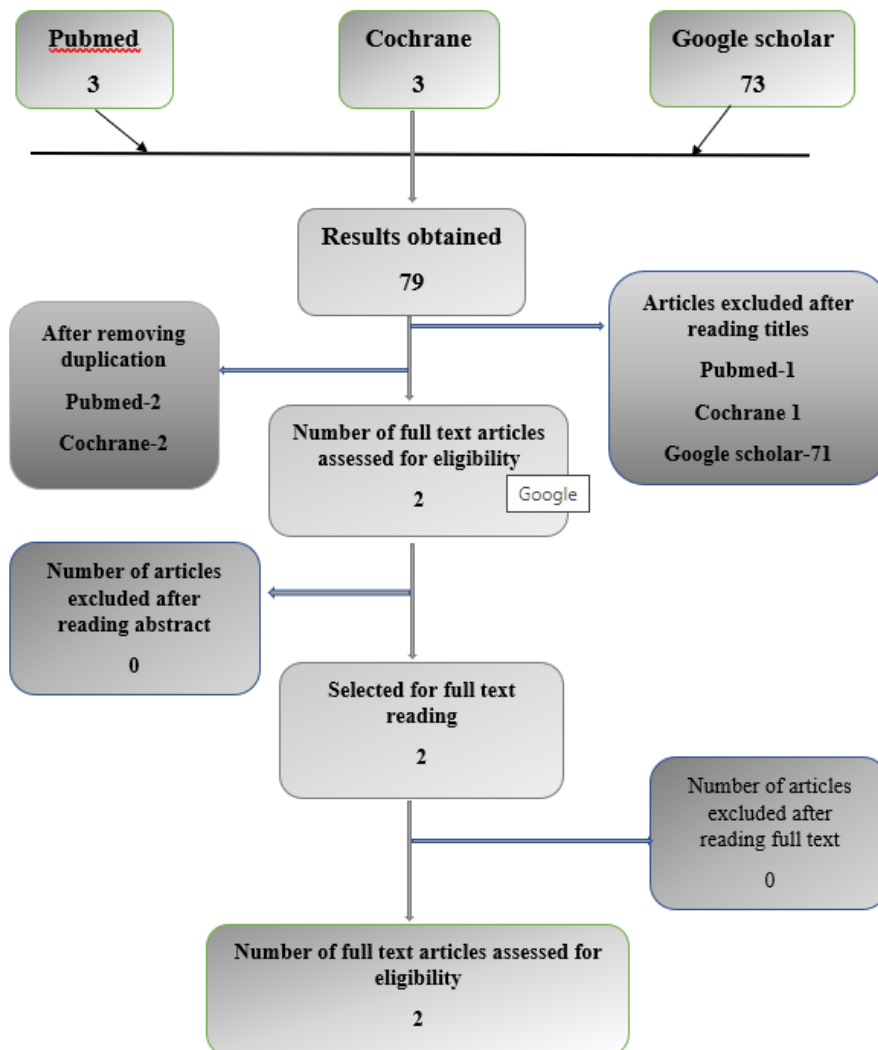 Pubmed
3
Cochrane
3
Google scholar
73
Results obtained
79
After removing
duplication
Pubmed-2
Cochrane-2
Articles excluded after
reading titles
Pubmed-1
Cochrane 1
Google scholar-71
Number of full text articles
assessed for eligibility
2
Google
Number of articles
excluded after
reading abstract
0
Selected for full text
reading
2
Number of articles
excluded after
reading full text
0
Number of full text articles assessed for
eligibility
2